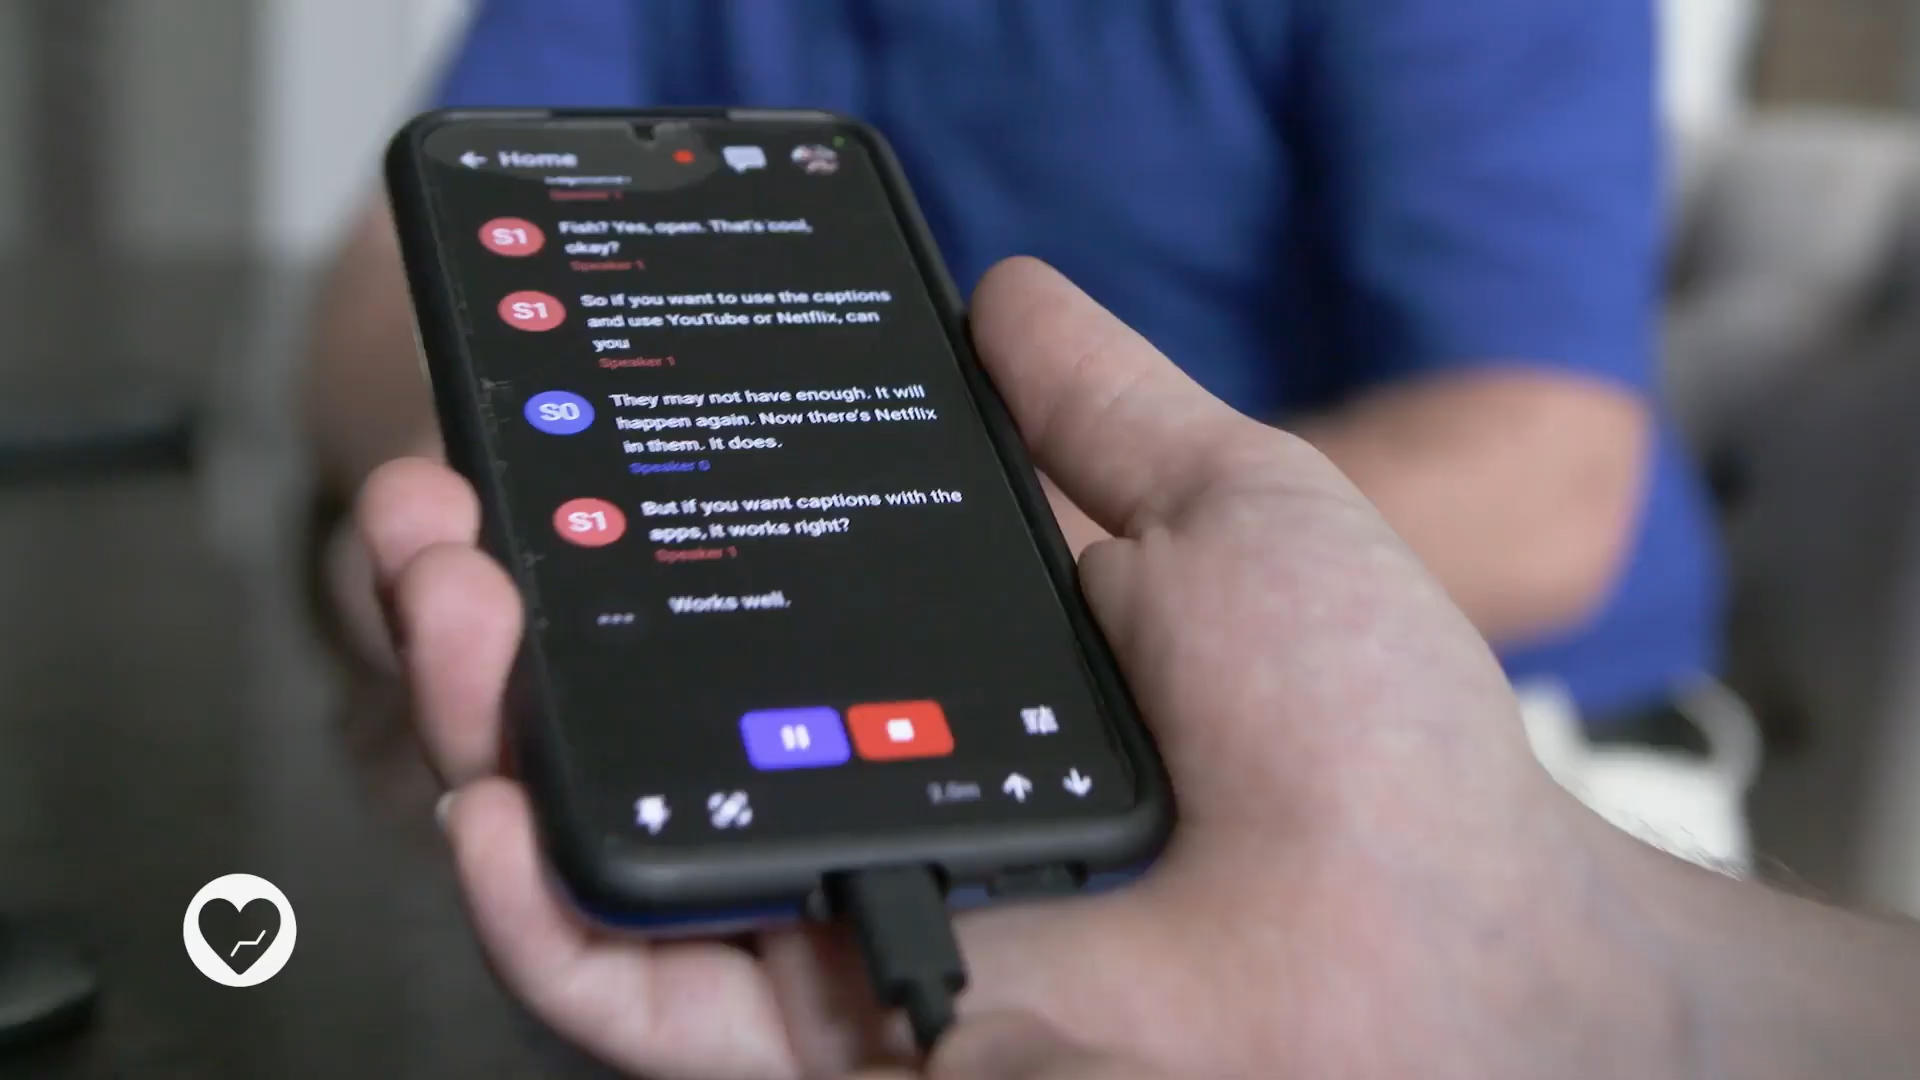 Home
Speaker 1
S1
Fish? Yes, open. That's cool,
okay?
Speaker 1
S1
So if you want to use the captions
and use YouTube or Netflix, can
you
Speaker 1
S0
They may not have enough. It will
happen again. Now there's Netflix
in them. It does.
Speaker 0
S1
But if you want captions with the
apps, it works right?
Speaker 1
Works well.